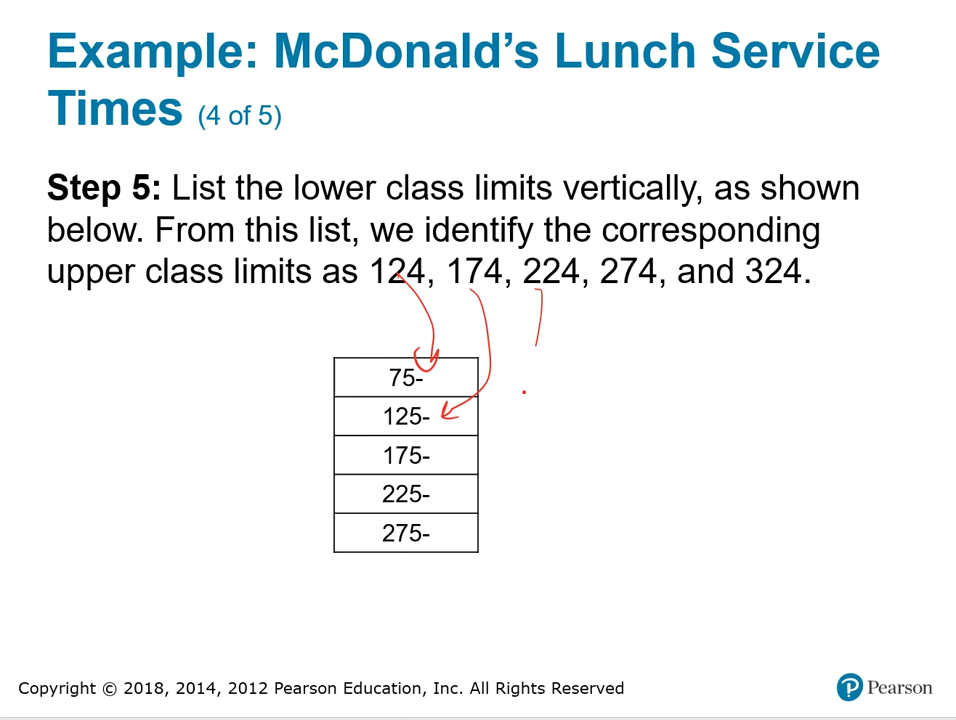 Example: McDonald's Lunch Service
Times (4 of 5)
Step 5: List the lower class limits vertically, as shown
below. From this list, we identify the corresponding
upper class limits as 124, 174, 224, 274, and 324.
75-
125-
175-
225-
275-
Copyright © 2018, 2014, 2012 Pearson Education, Inc. All Rights Reserved
P Pearson